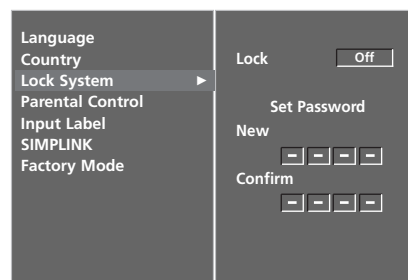 Language
Country
Lock System ►
Parental Control
Input Label
SIMPLINK
Factory Mode
Lock Off
Set Password
New
– – – –
Confirm
– – – –